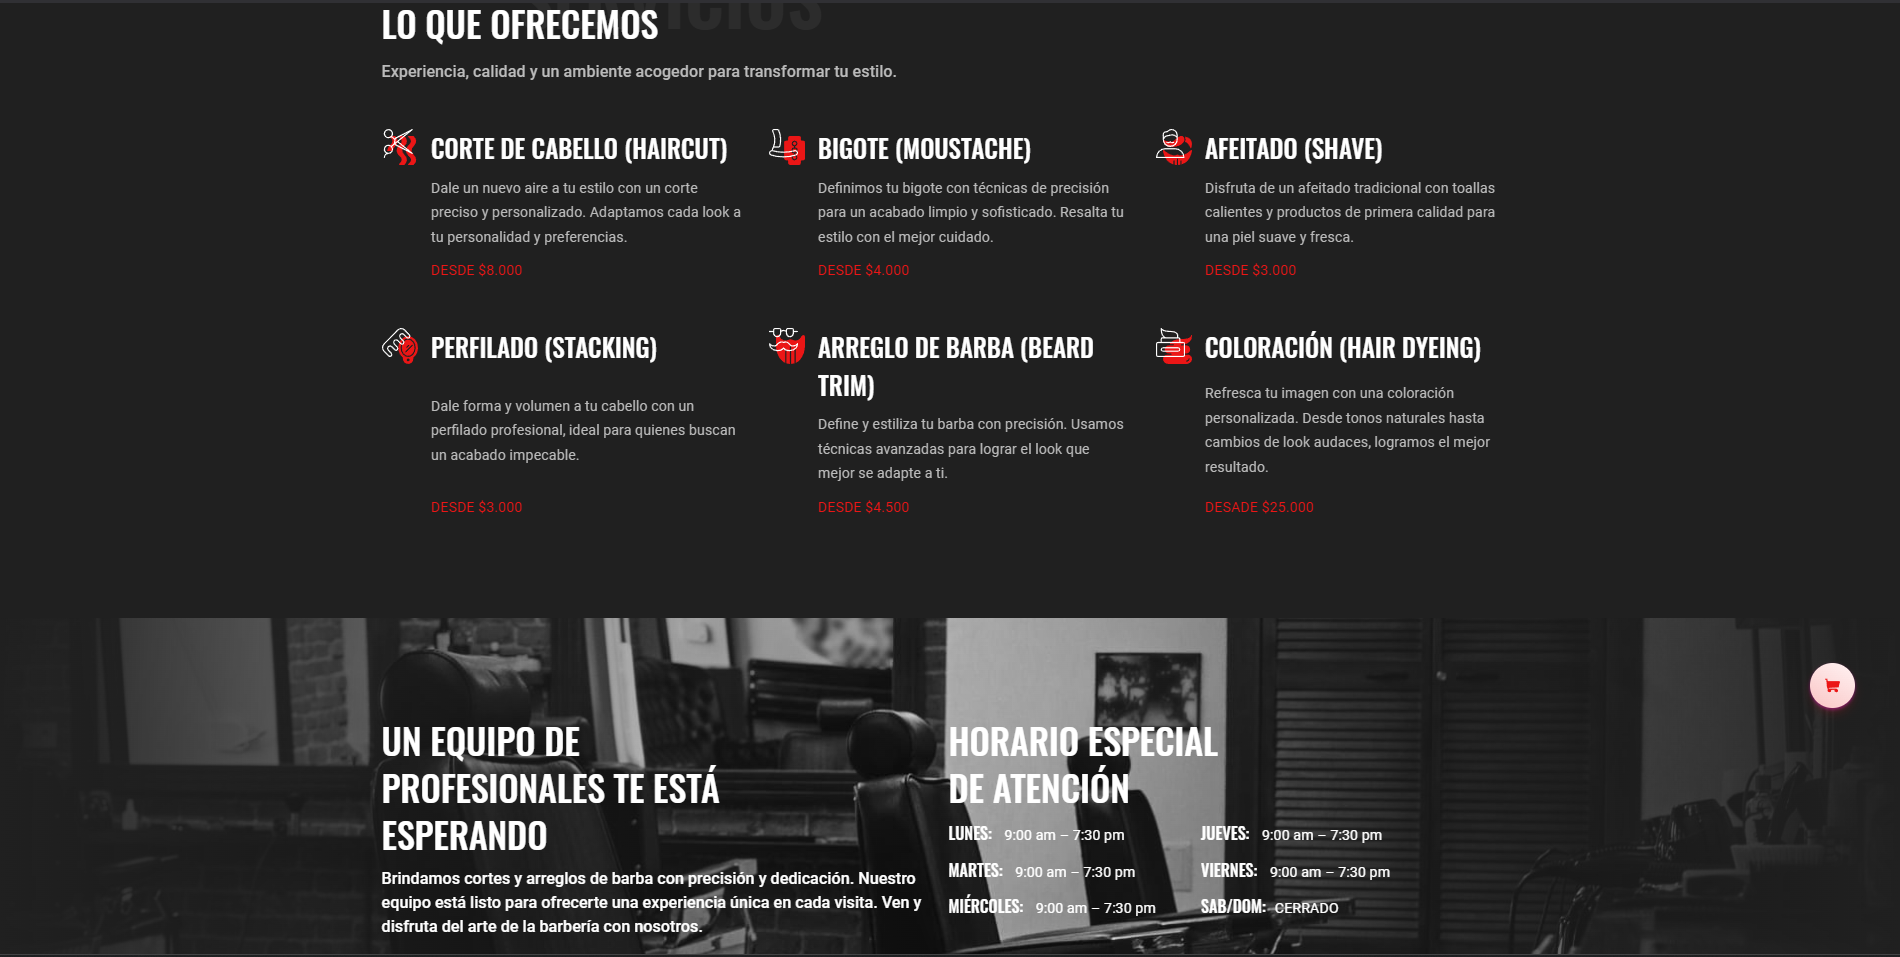 SERVICIOS
LO QUE OFRECEMOS
Experiencia, calidad y un ambiente acogedor para transformar tu estilo.
CORTE DE CABELLO (HAIRCUT)
Dale un nuevo aire a tu estilo con un corte
preciso y personalizado. Adaptamos cada look a
tu personalidad y preferencias.
DESDE $8.000
BIGOTE (MOUSTACHE)
Definimos tu bigote con técnicas de precisión
para un acabado limpio y sofisticado. Resalta tu
estilo con el mejor cuidado.
DESDE $4.000
AFEITADO (SHAVE)
Disfruta de un afeitado tradicional con toallas
calientes y productos de primera calidad para
una piel suave y fresca.
DESDE $3.000
PERFILADO (STACKING)
Dale forma y volumen a tu cabello con un
perfilado profesional, ideal para quienes buscan
un acabado impecable.
DESDE $3.000
ARREGLO DE BARBA (BEARD
TRIM)
Define y estiliza tu barba con precisión. Usamos
técnicas avanzadas para lograr el look que
mejor se adapte a ti.
DESDE $4.500
COLORACIÓN (HAIR DYEING)
Refresca tu imagen con una coloración
personalizada. Desde tonos naturales hasta
cambios de look audaces, logramos el mejor
resultado.
DESADE $25.000
UN EQUIPO DE
PROFESIONALES TE ESTÁ
ESPERANDO
Brindamos cortes y arreglos de barba con precisión y dedicación. Nuestro
equipo está listo para ofrecerte una experiencia única en cada visita. Ven y
disfruta del arte de la barbería con nosotros.
HORARIO ESPECIAL
DE ATENCIÓN
LUNES: 9:00 am – 7:30 pm
MARTES: 9:00 am – 7:30 pm
MIÉRCOLES: 9:00 am – 7:30 pm
JUEVES: 9:00 am – 7:30 pm
VIERNES: 9:00 am – 7:30 pm
SAB/DOM: CERRADO